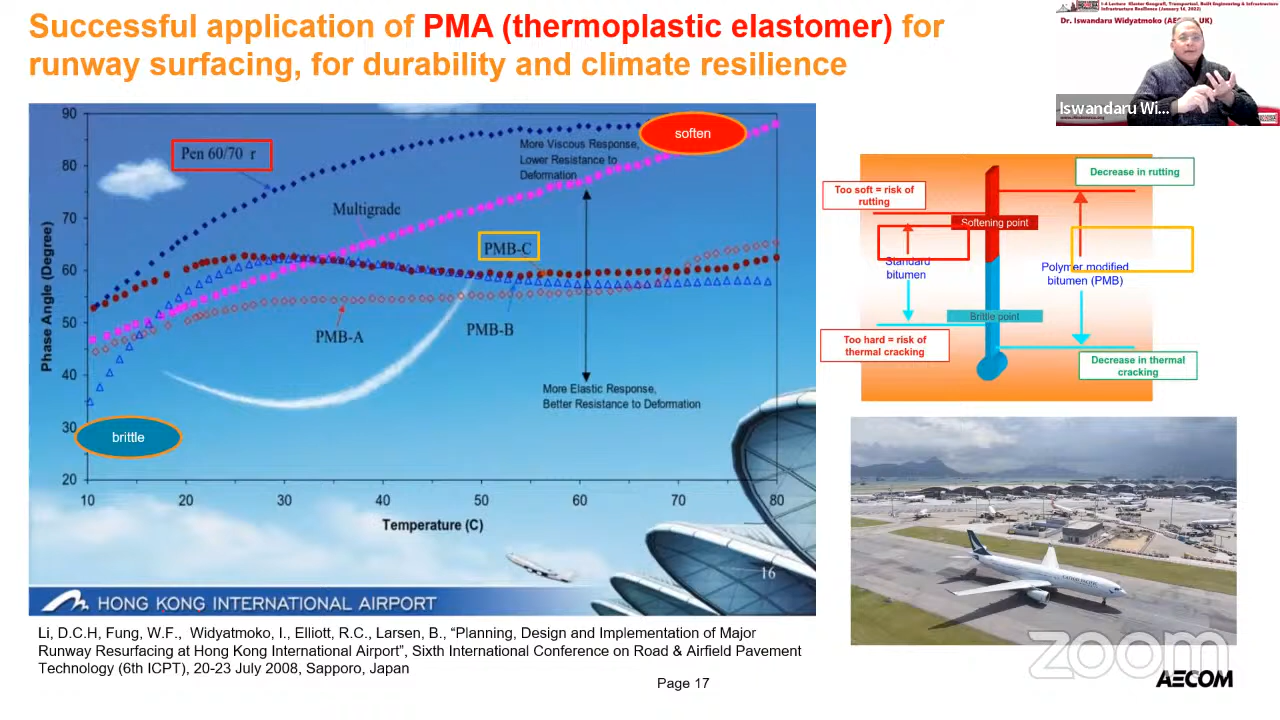 Successful application of PMA (thermoplastic elastomer) for
runway surfacing, for durability and climate resilience
Dr. Iswandaru Widyatmoko (AECOM, UK)
Iswandaru Wi...
90
80
70
60
50
40
30
20
Phase Angle (Degree)
10
20
30
40
50
60
70
80
Temperature (C)
Pen 60/70 r
Multigrade
PMB-C
PMB-A
PMB-B
soften
brittle
More Viscous Response,
Lower Resistance to
Deformation
More Elastic Response,
Better Resistance to Deformation
16
HONG KONG INTERNATIONAL AIRPORT
Too soft = risk of
rutting
Decrease in rutting
Softening point
Standard
bitumen
Polymer modified
bitumen (PMB)
Brittle point
Too hard = risk of
thermal cracking
Decrease in thermal
cracking
CATHAY PACIFIC
zoom
Li, D.C.H, Fung, W.F., Widyatmoko, I., Elliott, R.C., Larsen, B., “Planning, Design and Implementation of Major
Runway Resurfacing at Hong Kong International Airport”, Sixth International Conference on Road & Airfield Pavement
Technology (6th ICPT), 20-23 July 2008, Sapporo, Japan
Page 17
AECOM